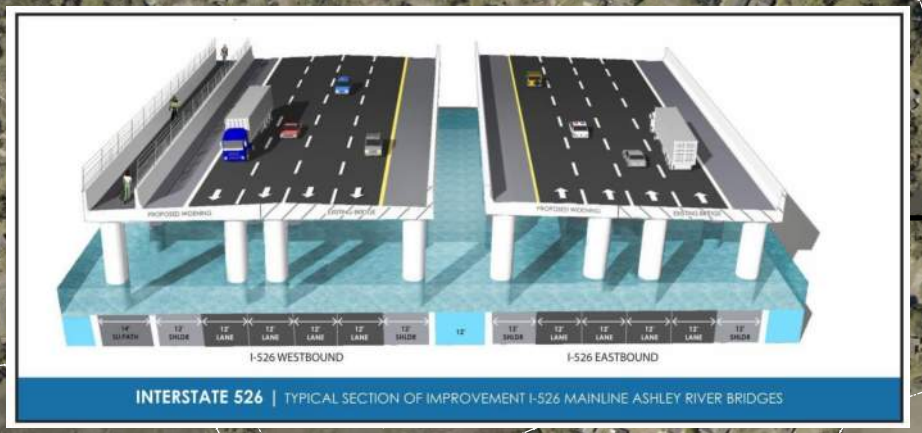 PROPOSED WIDENING
EXISTING BRIDGE
PROPOSED WIDENING
EXISTING BRIDGE
14' 12' 12' 12' 12' 12' 12' 12' 12' 12' 12' 12' 12' 12'
SU PATH SHLDR LANE LANE LANE LANE SHLDR SHLDR LANE LANE LANE LANE SHLDR
I-526 WESTBOUND I-526 EASTBOUND
INTERSTATE 526 | TYPICAL SECTION OF IMPROVEMENT I-526 MAINLINE ASHLEY RIVER BRIDGES